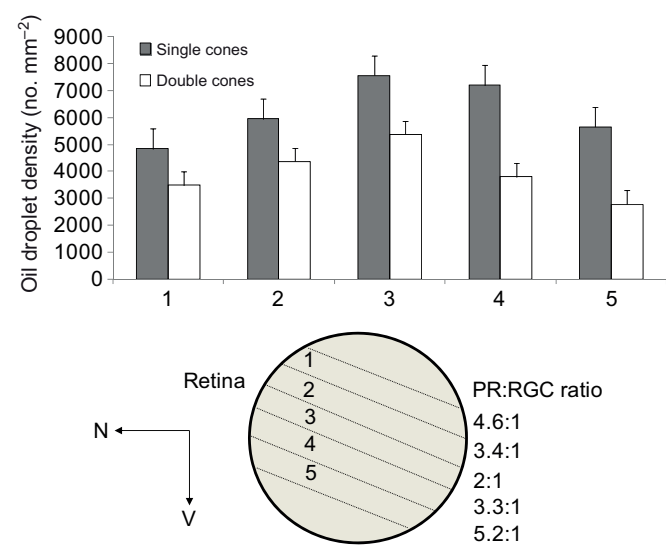 Oil droplet density (no. mm–2)
9000
8000
7000
6000
5000
4000
3000
2000
1000
0
Single cones
Double cones
1 2 3 4 5
Retina
1
2
3
4
5
PR:RGC ratio
4.6:1
3.4:1
2:1
3.3:1
5.2:1
N
V